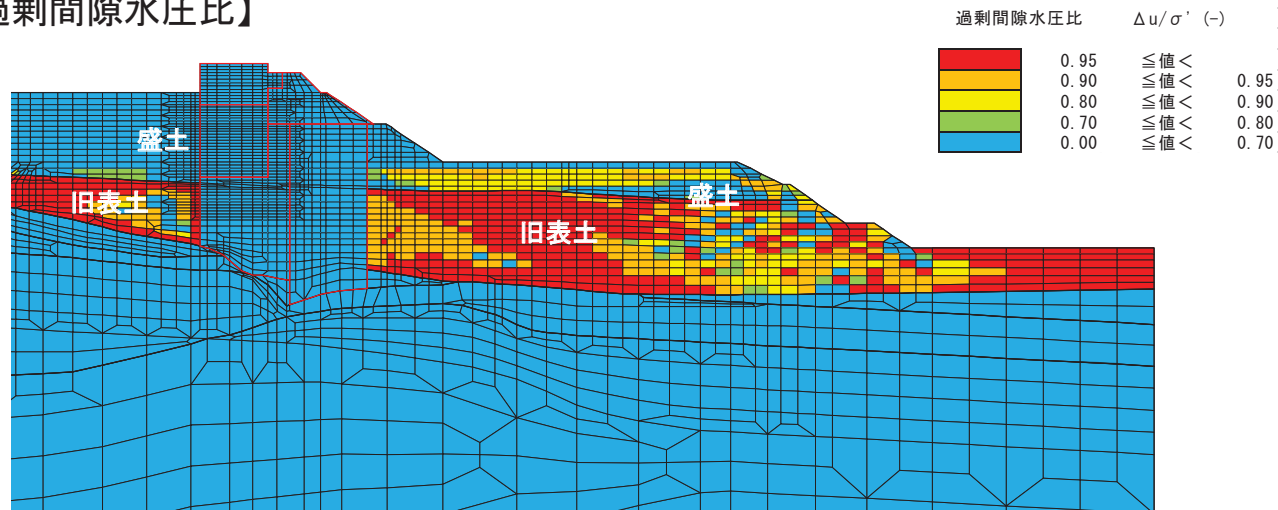 過剰間隙水圧比】
過剰間隙水圧比 Δu/σ' (-)
0.95 ≦値<
0.90 ≦値< 0.95
0.80 ≦値< 0.90
0.70 ≦値< 0.80
0.00 ≦値< 0.70
盛土
旧表土
盛土
旧表土